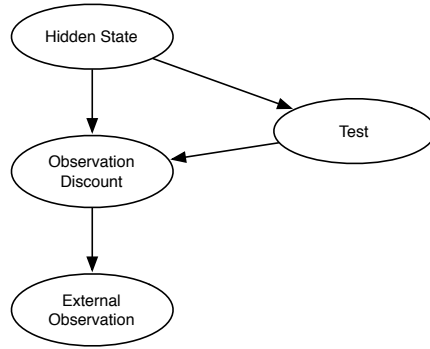 Hidden State
Test
Observation
Discount
External
Observation